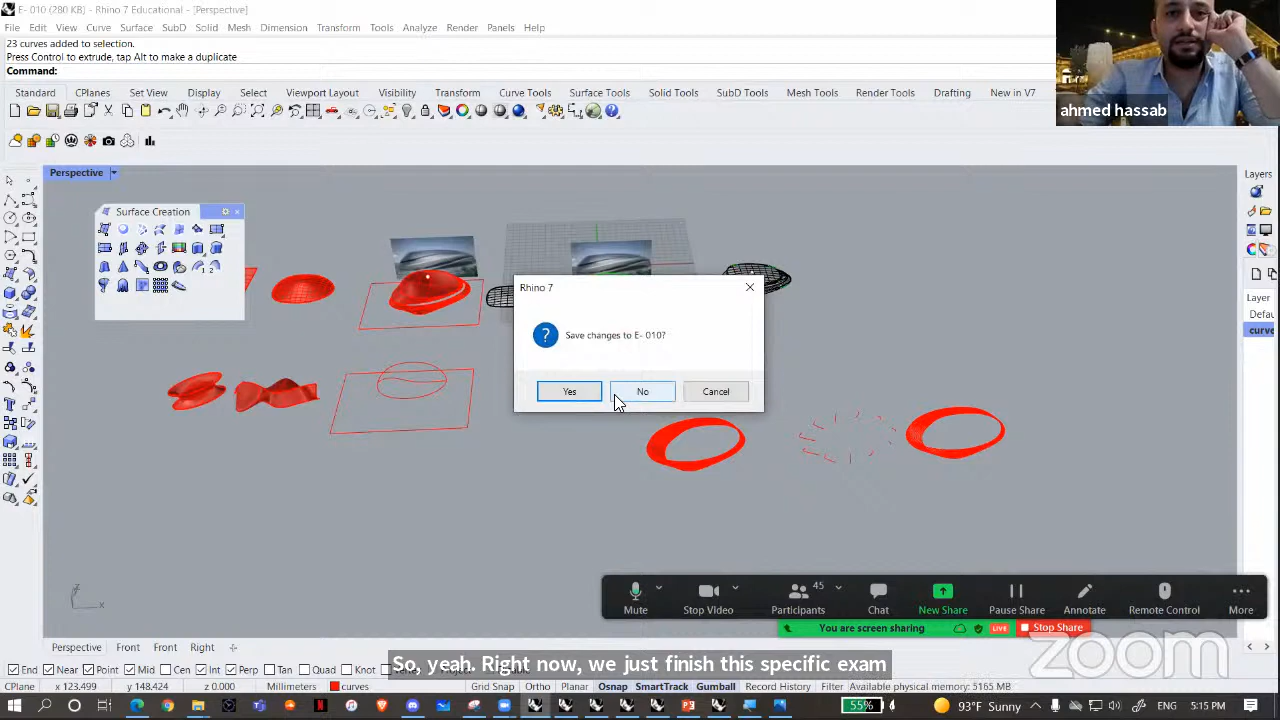 E- 010 (280 KB) - Rhino 7 Educational - [Perspective]
File Edit View Curve Surface SubD Solid Mesh Dimension Transform Tools Analyze Render Panels Help
23 curves added to selection.
Press Control to extrude, tap Alt to make a duplicate
Command:
ahmed hassab
Standard CPlanes Set View Display Select Viewport Layout Visibility Transform Curve Tools Surface Tools Solid Tools SubD Tools Mesh Tools Render Tools Drafting New in V7
Perspective
Layers
Surface Creation
Rhino 7
Save changes to E- 010?
Yes No Cancel
Layer
Defau
curve
45
Mute Stop Video Participants Chat New Share Pause Share Annotate Remote Control More
You are screen sharing LIVE Stop Share
zoom
Perspective Front Front Right
So, yeah. Right now, we just finish this specific exam
End Near Point Mid Cen Int Perp Tan Quad Knot
CPlane x 123.499 y 148.424 z 0.000 Millimeters curves Grid Snap Ortho Planar Osnap SmartTrack Gumball Record History Filter Available physical memory: 5165 MB
55% 93°F Sunny 5:15 PM